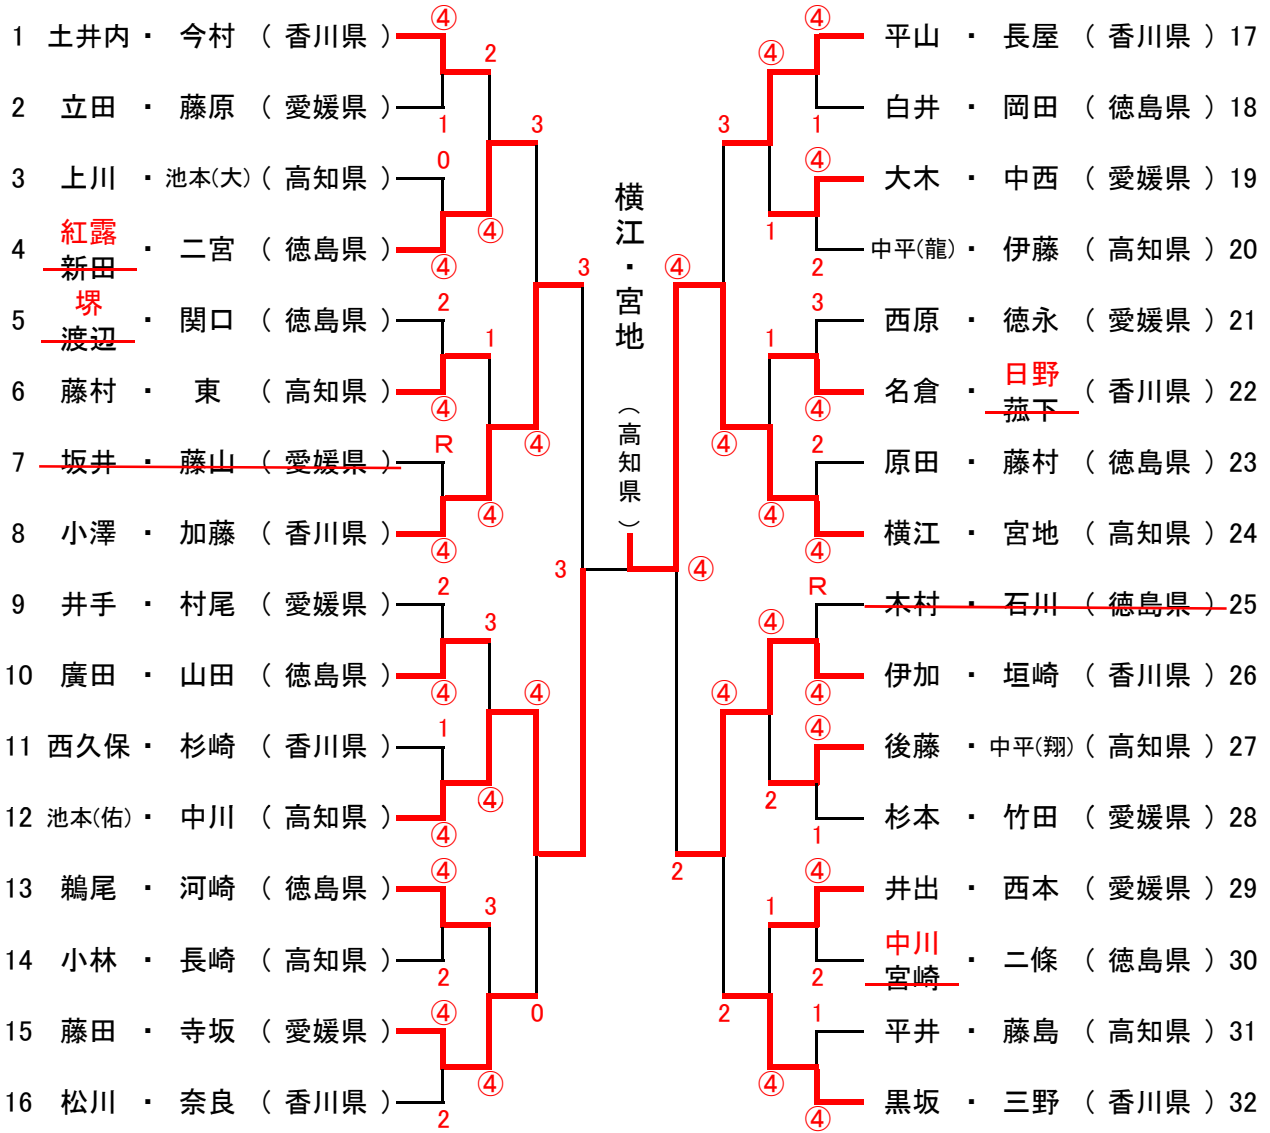 1 土井内 ・ 今村 （ 香川県 ）
2 立田 ・ 藤原 （ 愛媛県 ）
3 上川 ・ 池本(大) （ 高知県 ）
紅露
4 新田 ・ 二宮 （ 徳島県 ）
堺
5 渡辺 ・ 関口 （ 徳島県 ）
6 藤村 ・ 東 （ 高知県 ）
7 坂井 ・ 藤山 （ 愛媛県 ）
8 小澤 ・ 加藤 （ 香川県 ）
9 井手 ・ 村尾 （ 愛媛県 ）
10 廣田 ・ 山田 （ 徳島県 ）
11 西久保 ・ 杉崎 （ 香川県 ）
12 池本(佑) ・ 中川 （ 高知県 ）
13 鵜尾 ・ 河崎 （ 徳島県 ）
14 小林 ・ 長崎 （ 高知県 ）
15 藤田 ・ 寺坂 （ 愛媛県 ）
16 松川 ・ 奈良 （ 香川県 ）
④
1
0
④
2
④
R
④
2
④
1
④
④
2
④
2
2
④
1
④
3
④
3
④
3
④
④
0
3
3
横江・宮地 （高知県）
④
④
2
3
④
④
2
④
1
1
④
④
2
1
④
④
1
④
2
3
④
2
④
R
④
④
1
④
2
1
④
平山 ・ 長屋 （ 香川県 ） 17
白井 ・ 岡田 （ 徳島県 ） 18
大木 ・ 中西 （ 愛媛県 ） 19
中平(龍) ・ 伊藤 （ 高知県 ） 20
西原 ・ 徳永 （ 愛媛県 ） 21
日野
名倉 ・ 菰下 （ 香川県 ） 22
原田 ・ 藤村 （ 徳島県 ） 23
横江 ・ 宮地 （ 高知県 ） 24
木村 ・ 石川 （ 徳島県 ） 25
伊加 ・ 垣崎 （ 香川県 ） 26
後藤 ・ 中平(翔) （ 高知県 ） 27
杉本 ・ 竹田 （ 愛媛県 ） 28
井出 ・ 西本 （ 愛媛県 ） 29
中川
宮崎 ・ 二條 （ 徳島県 ） 30
平井 ・ 藤島 （ 高知県 ） 31
黒坂 ・ 三野 （ 香川県 ） 32